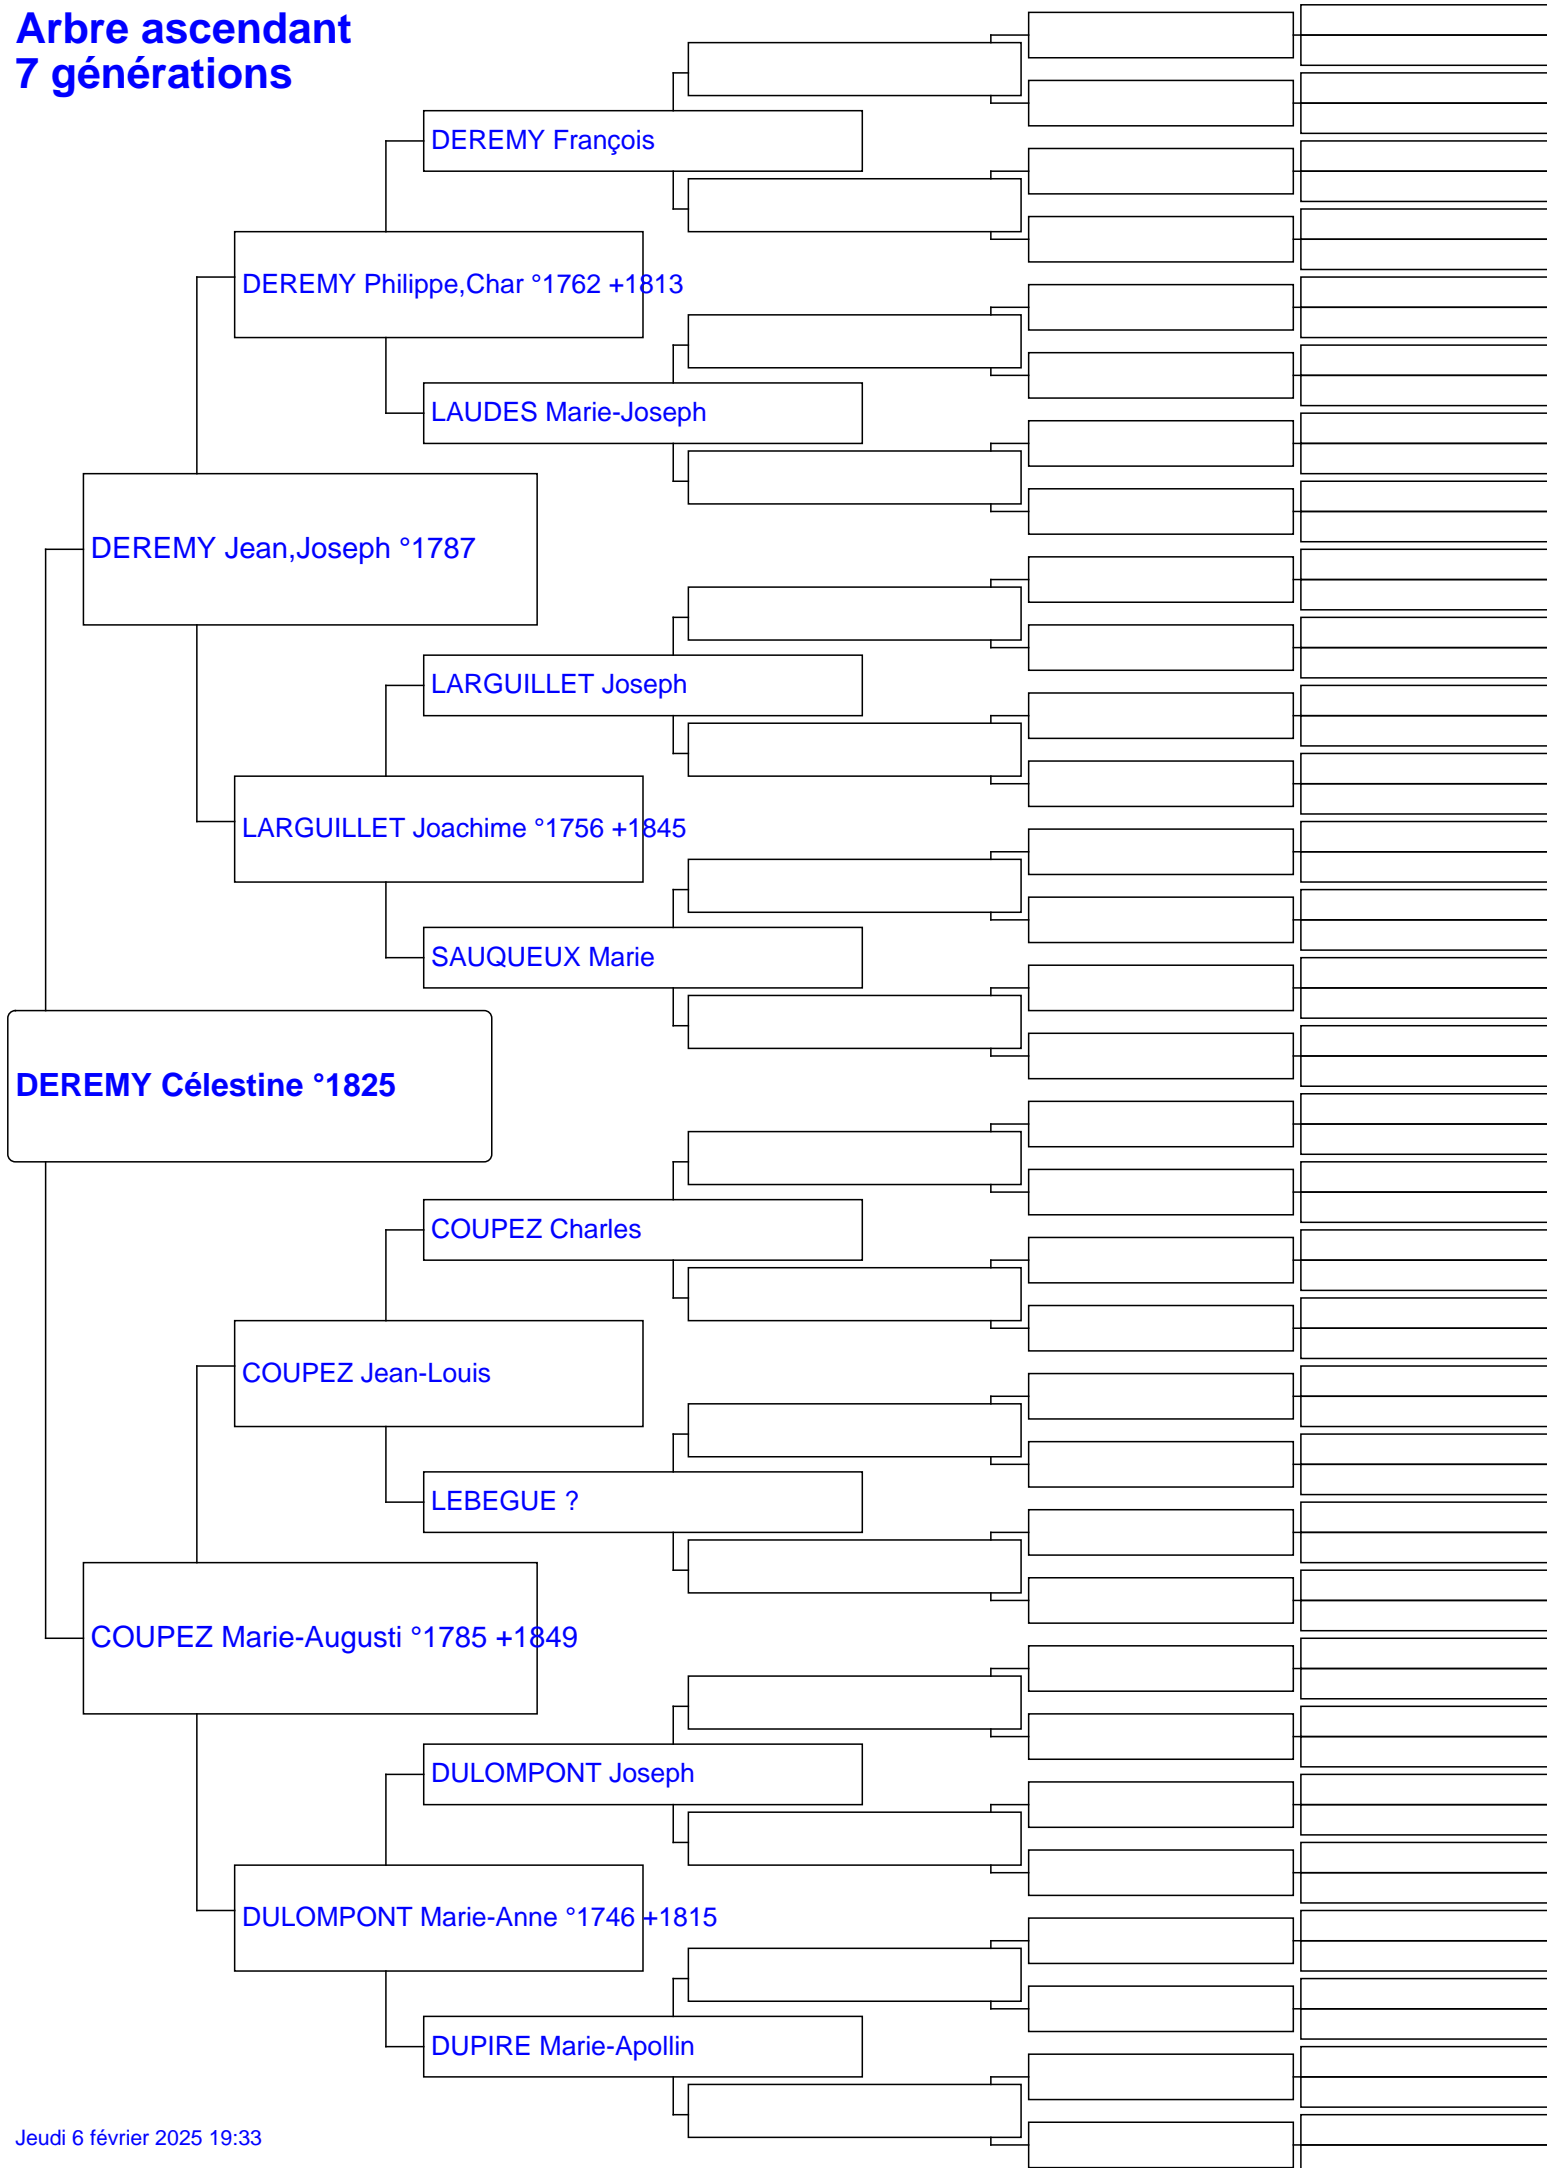 Arbre ascendant
7 générations
DEREMY François
DEREMY Philippe,Char °1762 +1813
LAUDES Marie-Joseph
DEREMY Jean,Joseph °1787
LARGUILLET Joseph
LARGUILLET Joachime °1756 +1845
SAUQUEUX Marie
DEREMY Célestine °1825
COUPEZ Charles
COUPEZ Jean-Louis
LEBEGUE ?
COUPEZ Marie-Augusti °1785 +1849
DULOMPONT Joseph
DULOMPONT Marie-Anne °1746 +1815
DUPIRE Marie-Apollin
Jeudi 6 février 2025 19:33